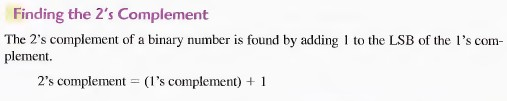 Finding the 2's Complement
The 2's complement of a binary number is found by adding 1 to the LSB of the 1's com-
plement.
2's complement = (1's complement) + 1